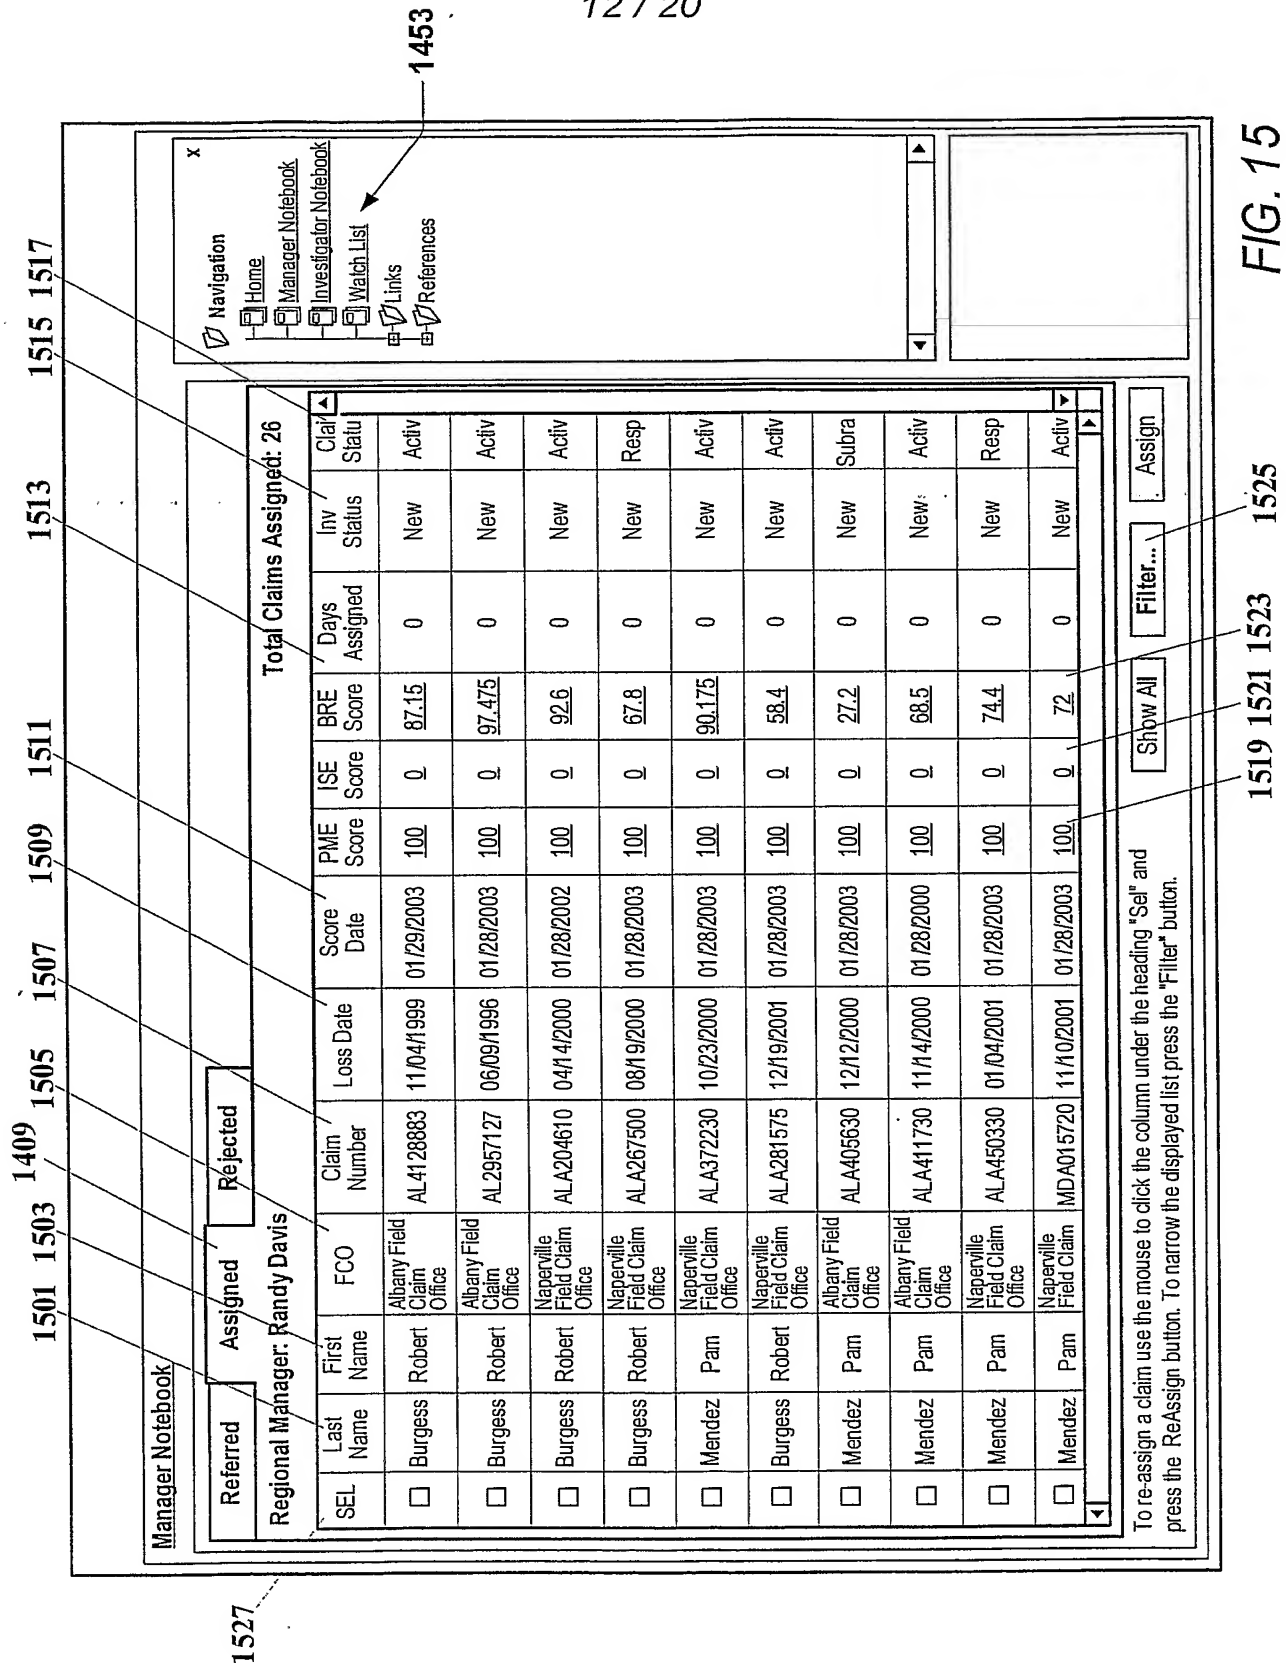 12 / 20
1453
1409
1501 1503 1505 1507 1509 1511 1513 1515 1517
Manager Notebook
Referred Assigned Rejected
Regional Manager: Randy Davis Total Claims Assigned: 26
SEL Last Name First Name FCO Claim Number Loss Date Score Date PME Score ISE Score BRE Score Days Assigned Inv Status Clai Statu
Burgess Robert Albany Field Claim Office AL4128883 11/04/1999 01/29/2003 100 0 87.15 0 New Activ
Burgess Robert Albany Field Claim Office AL2957127 06/09/1996 01/28/2003 100 0 97.475 0 New Activ
Burgess Robert Naperville Field Claim Office ALA204610 04/14/2000 01/28/2002 100 0 92.6 0 New Activ
Burgess Robert Naperville Field Claim Office ALA267500 08/19/2000 01/28/2003 100 0 67.8 0 New Resp
Mendez Pam Naperville Field Claim Office ALA372230 10/23/2000 01/28/2003 100 0 90.175 0 New Activ
Burgess Robert Naperville Field Claim Office ALA281575 12/19/2001 01/28/2003 100 0 58.4 0 New Activ
Mendez Pam Albany Field Claim Office ALA405630 12/12/2000 01/28/2003 100 0 27.2 0 New Subra
Mendez Pam Albany Field Claim Office ALA411730 11/14/2000 01/28/2000 100 0 68.5 0 New Activ
Mendez Pam Naperville Field Claim Office ALA450330 01/04/2001 01/28/2003 100 0 74.4 0 New Resp
Mendez Pam Naperville Field Claim MDA015720 11/10/2001 01/28/2003 100 0 72 0 New Activ
To re-assign a claim use the mouse to click the column under the heading "Sel" and
press the ReAssign button. To narrow the displayed list press the "Filter" button.
Show All Filter... Assign
Navigation x
Home
Manager Notebook
Investigator Notebook
Watch List
Links
References
1527
1519 1521 1523 1525
FIG. 15